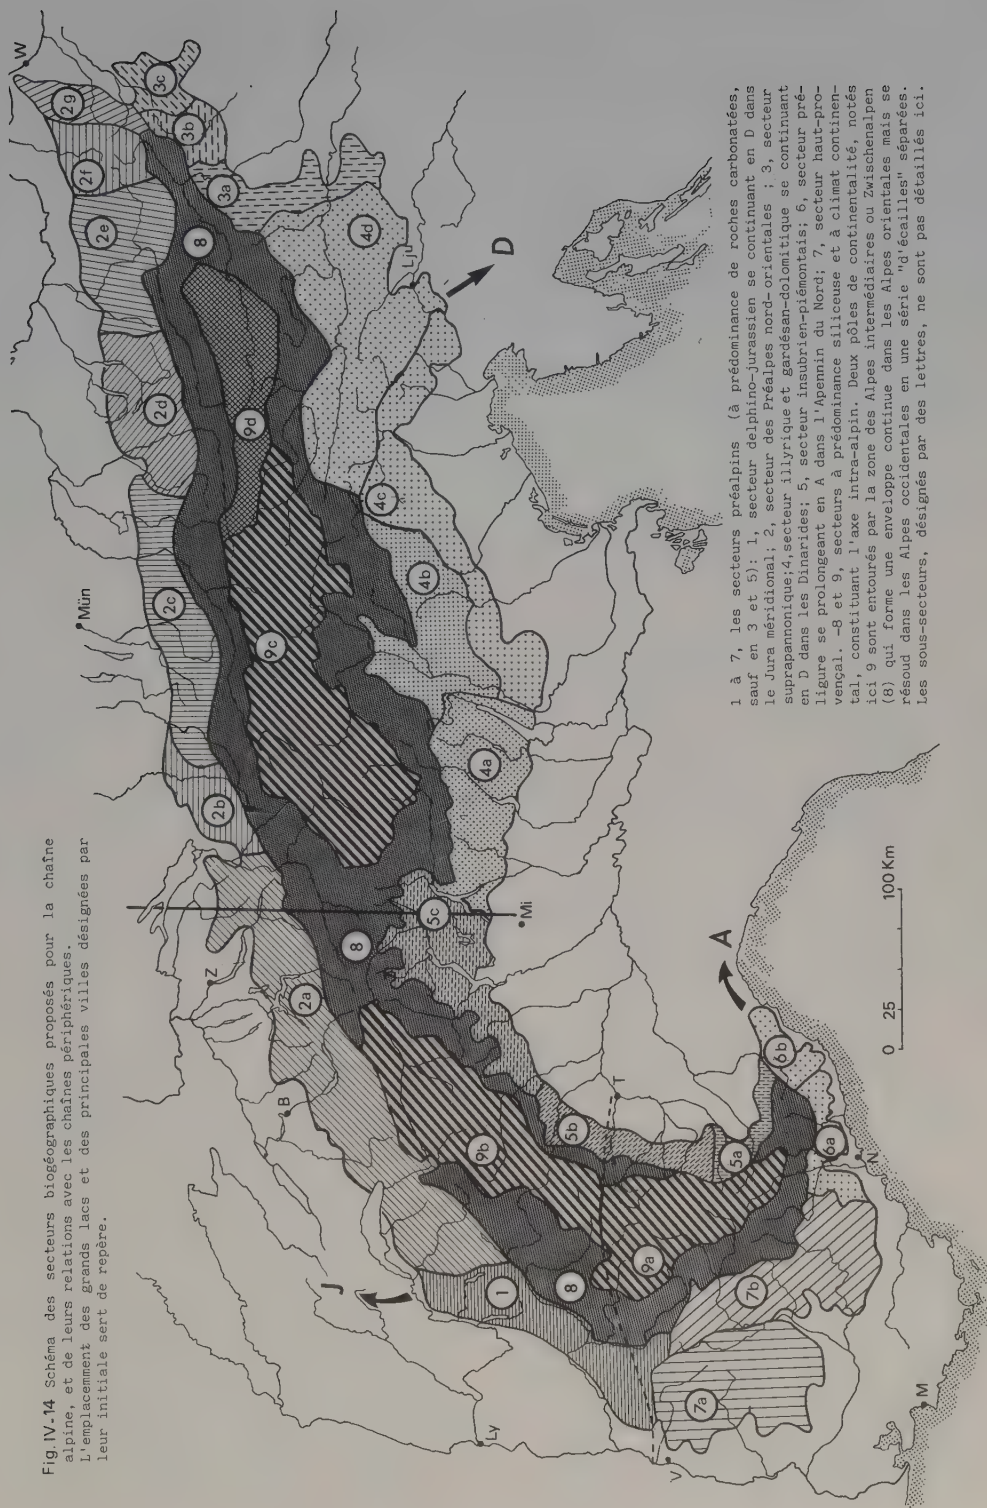 Fig. IV-14 Schéma des secteurs biogéographiques proposés pour la chaîne
alpine, et de leurs relations avec les chaînes périphériques.
L'emplacemment des grands lacs et des principales villes désignées par
leur initiale sert de repère.
W
2g
3c
2f
3b
2e
3a
8
4d
Lj
D
2d
9d
4c
Mün
2c
9c
4b
2b
4a
Z
8
5c
Mi
2a
B
A
9b
5b
T
6b
J
1
8
9a
5a
6a
N
7b
Ly
7a
V
M
0 25 100 Km
1 à 7, les secteurs préalpins (à prédominance de roches carbonatées,
sauf en 3 et 5): 1, secteur delphino-jurassien se continuant en D dans
le Jura méridional; 2, secteur des Préalpes nord-orientales ; 3, secteur
suprapannonique;4,secteur illyrique et gardésan-dolomitique se continuant
en D dans les Dinarides; 5, secteur insubrien-piémontais; 6, secteur pré-
ligure se prolongeant en A dans l'Apennin du Nord; 7, secteur haut-pro-
vençal. -8 et 9, secteurs à prédominance siliceuse et à climat continen-
tal, constituant l'axe intra-alpin. Deux pôles de continentalité, notés
ici 9 sont entourés par la zone des Alpes intermédiaires ou Zwischenalpen
(8) qui forme une enveloppe continue dans les Alpes orientales mais se
résoud dans les Alpes occidentales en une série "d'écailles" séparées.
Les sous-secteurs, désignés par des lettres, ne sont pas détaillés ici.